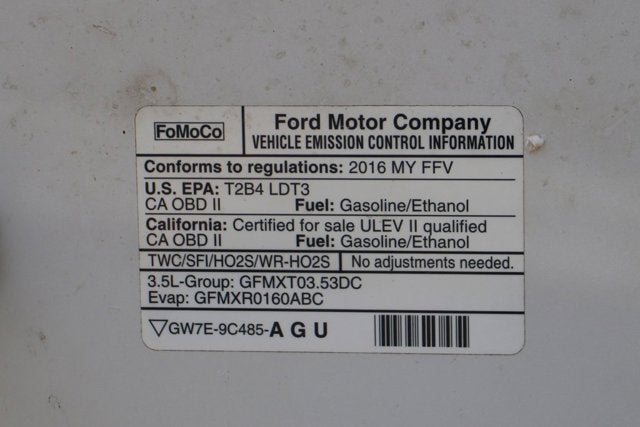 FoMoCo
Ford Motor Company
VEHICLE EMISSION CONTROL INFORMATION
Conforms to regulations: 2016 MY FFV
U.S. EPA: T2B4 LDT3
CA OBD II Fuel: Gasoline/Ethanol
California: Certified for sale ULEV II qualified
CA OBD II Fuel: Gasoline/Ethanol
TWC/SFI/HO2S/WR-HO2S No adjustments needed.
3.5L-Group: GFMXT03.53DC
Evap: GFMXR0160ABC
GW7E-9C485-A G U